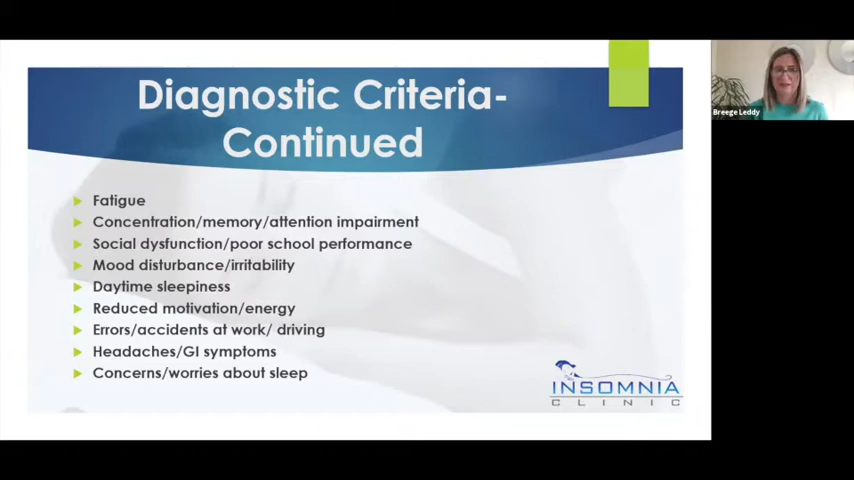 Diagnostic Criteria-
Continued
Fatigue
Concentration/memory/attention impairment
Social dysfunction/poor school performance
Mood disturbance/irritability
Daytime sleepiness
Reduced motivation/energy
Errors/accidents at work/ driving
Headaches/GI symptoms
Concerns/worries about sleep
INSOMNIA
CLINIC
Breege Leddy